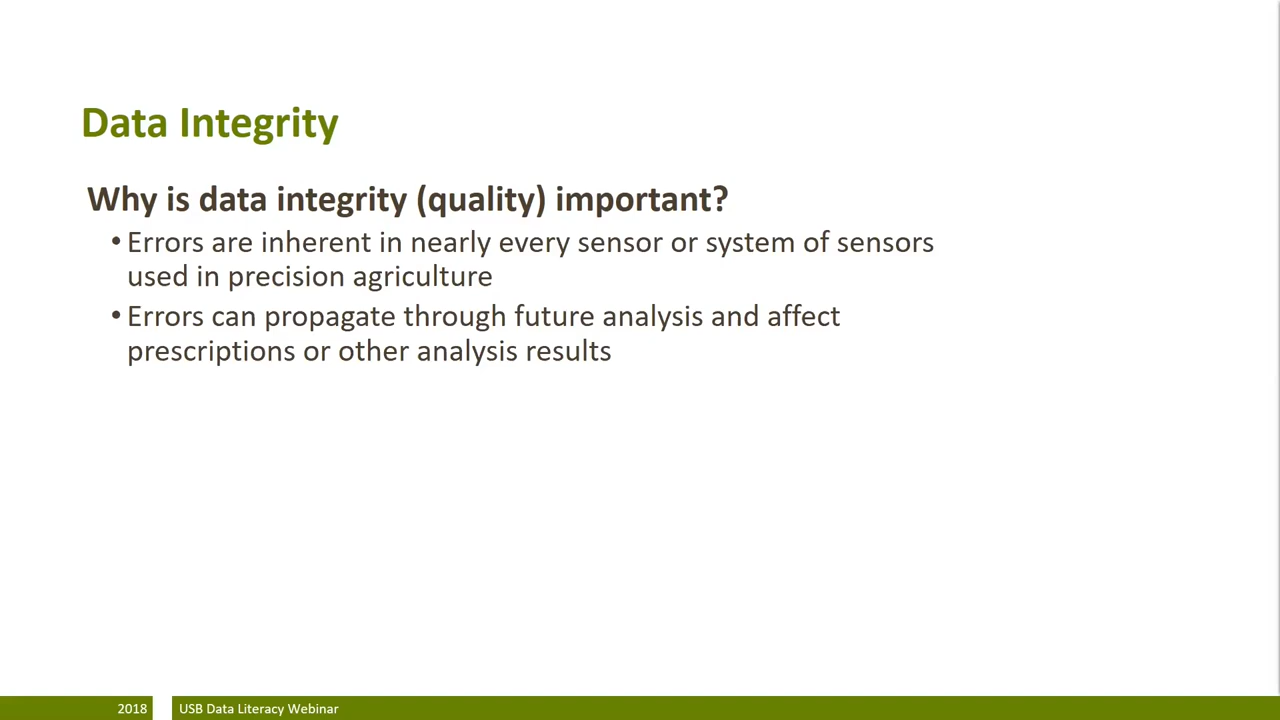 Data Integrity
Why is data integrity (quality) important?
• Errors are inherent in nearly every sensor or system of sensors
used in precision agriculture
• Errors can propagate through future analysis and affect
prescriptions or other analysis results
2018
USB Data Literacy Webinar